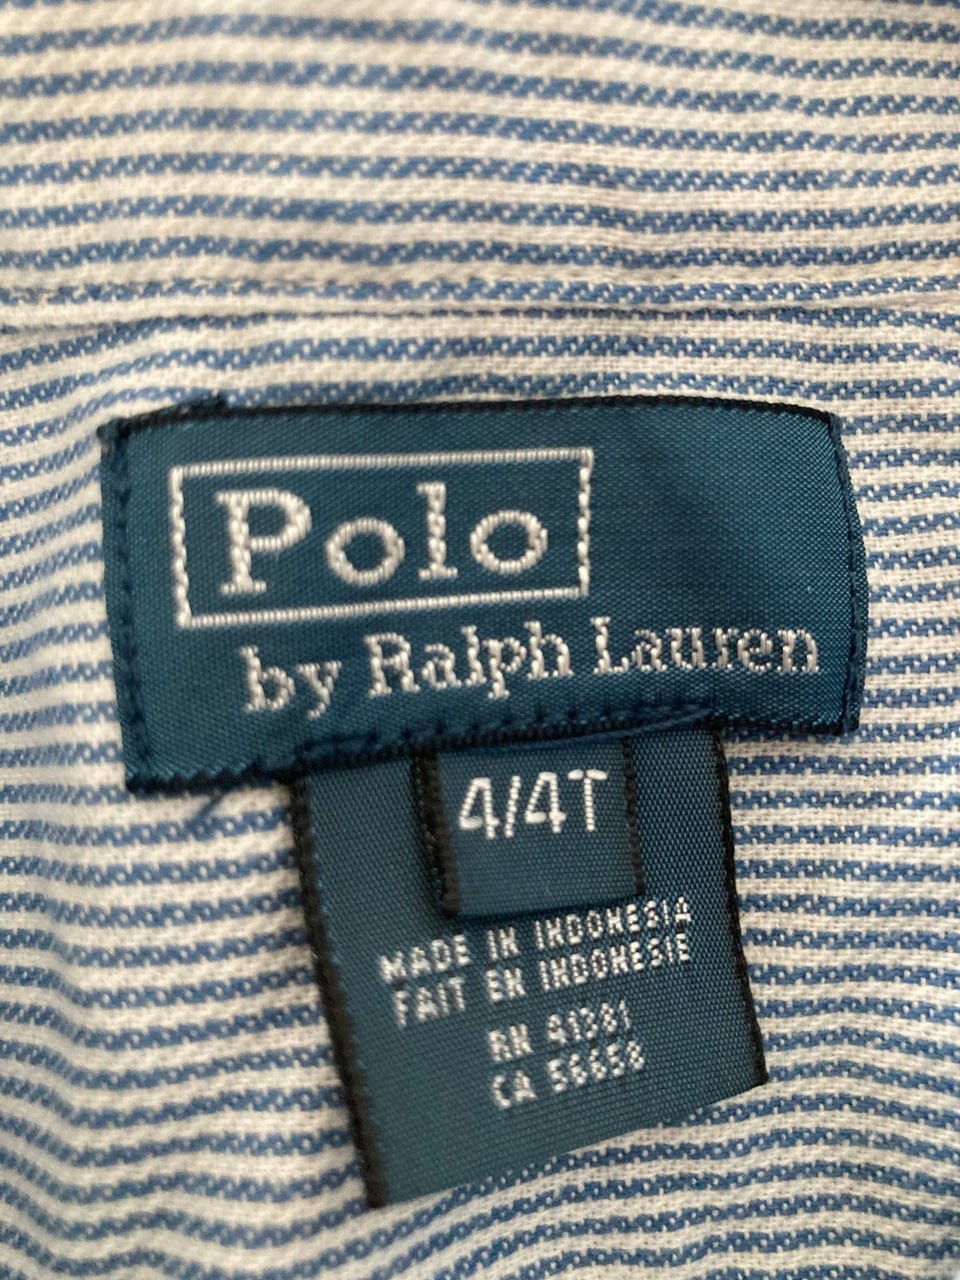 Polo
by Ralph Lauren
4/4T
MADE IN INDONESIA
FAIT EN INDONESIE
RN 41381
CA 56658